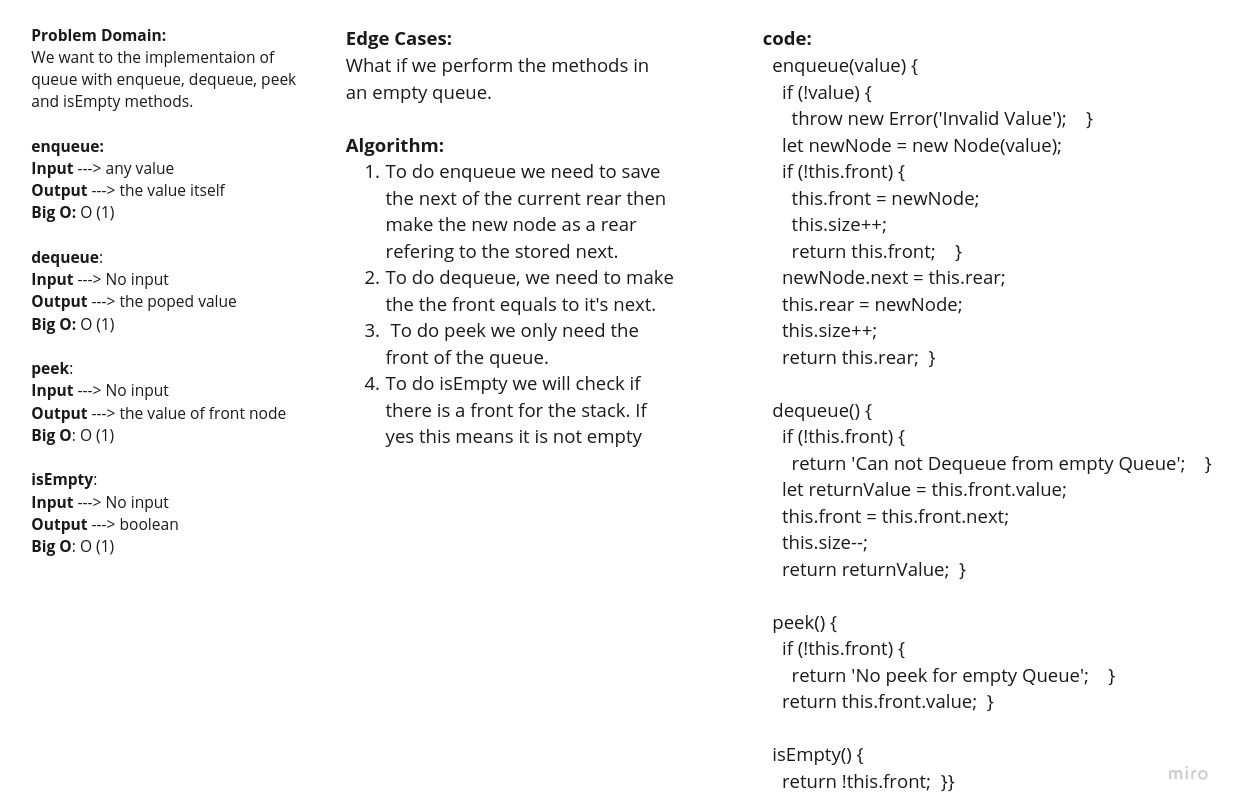 Problem Domain:
We want to the implementaion of
queue with enqueue, dequeue, peek
and isEmpty methods.
enqueue:
Input ---> any value
Output ---> the value itself
Big O: O (1)
dequeue:
Input ---> No input
Output ---> the poped value
Big O: O (1)
peek:
Input ---> No input
Output ---> the value of front node
Big O: O (1)
isEmpty:
Input ---> No input
Output ---> boolean
Big O: O (1)
Edge Cases:
What if we perform the methods in
an empty queue.
Algorithm:
1. To do enqueue we need to save
the next of the current rear then
make the new node as a rear
refering to the stored next.
2. To do dequeue, we need to make
the the front equals to it's next.
3. To do peek we only need the
front of the queue.
4. To do isEmpty we will check if
there is a front for the stack. If
yes this means it is not empty
code:
enqueue(value) {
if (!value) {
throw new Error('Invalid Value'); }
let newNode = new Node(value);
if (!this.front) {
this.front = newNode;
this.size++;
return this.front; }
newNode.next = this.rear;
this.rear = newNode;
this.size++;
return this.rear; }
dequeue() {
if (!this.front) {
return 'Can not Dequeue from empty Queue'; }
let returnValue = this.front.value;
this.front = this.front.next;
this.size--;
return returnValue; }
peek() {
if (!this.front) {
return 'No peek for empty Queue'; }
return this.front.value; }
isEmpty() {
return !this.front; }}
miro